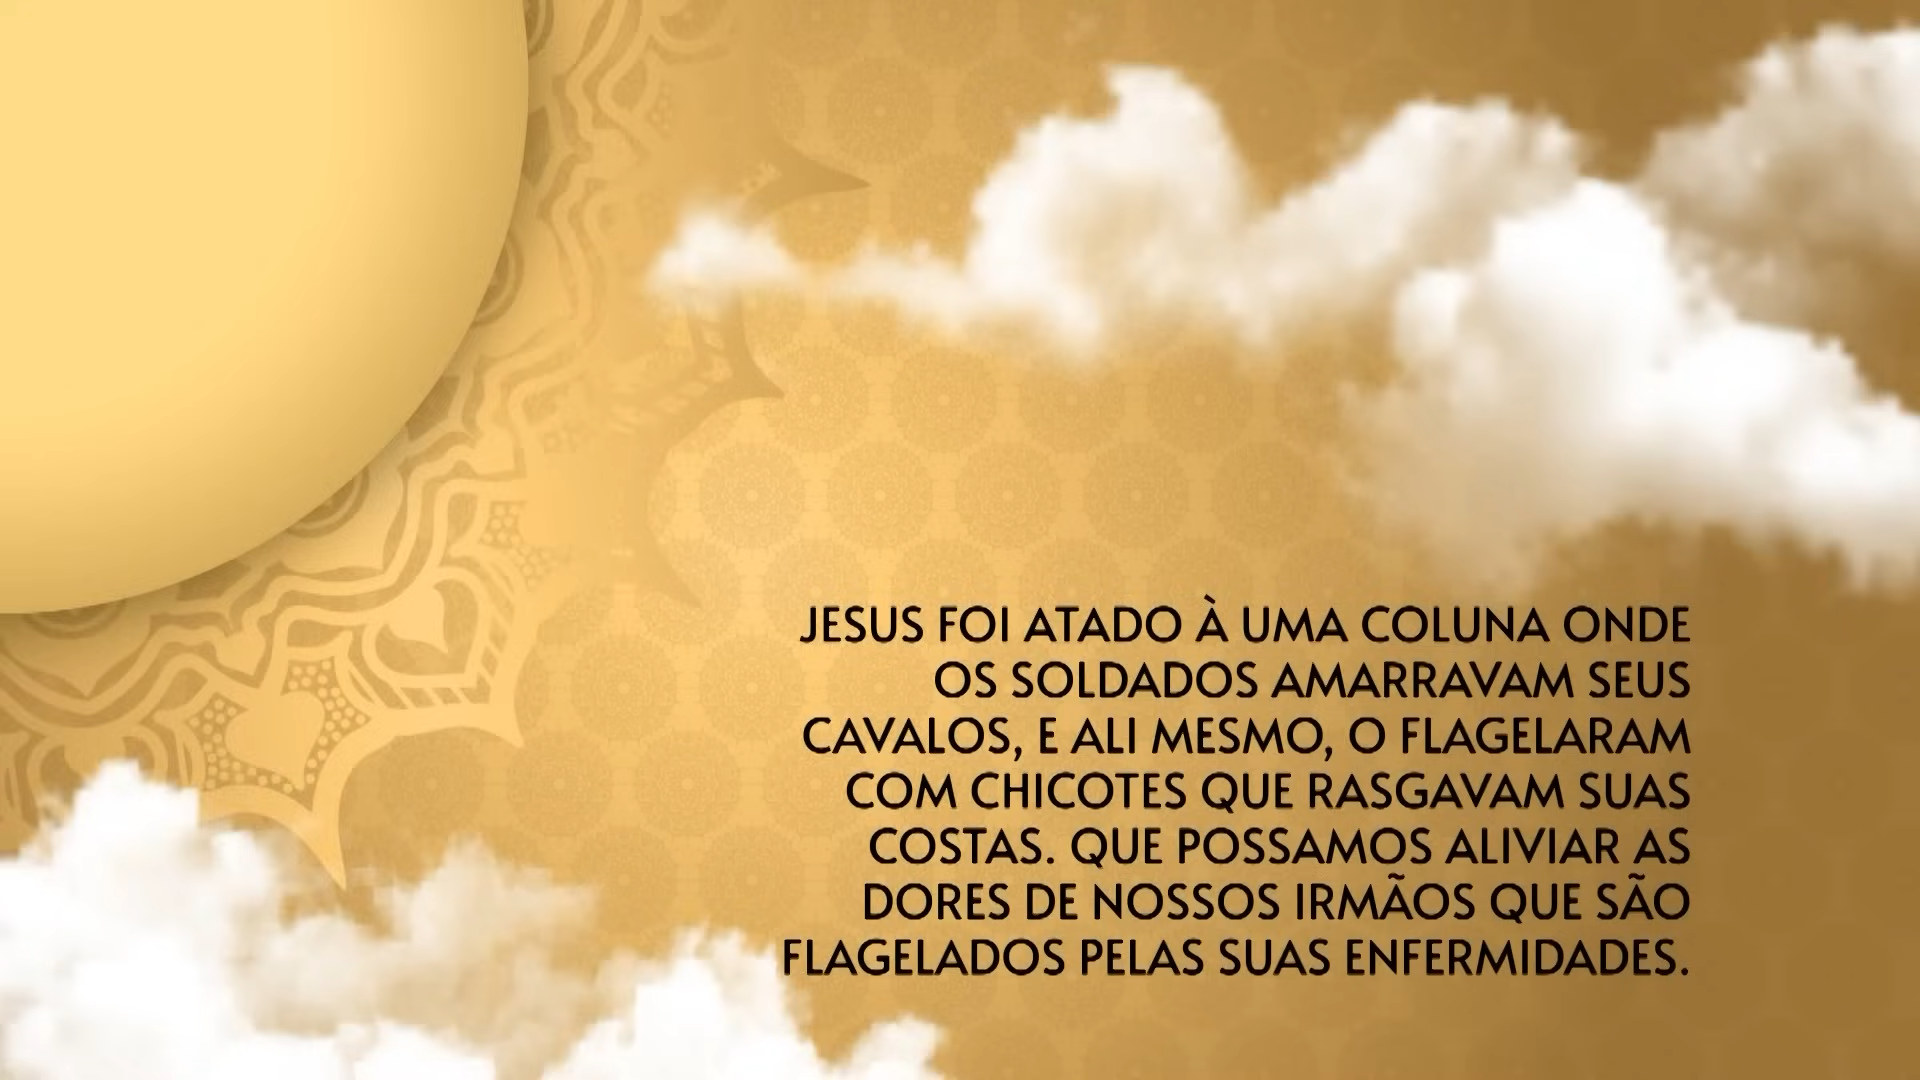 JESUS FOI ATADO À UMA COLUNA ONDE
OS SOLDADOS AMARRAVAM SEUS
CAVALOS, E ALI MESMO, O FLAGELARAM
COM CHICOTES QUE RASGAVAM SUAS
COSTAS. QUE POSSAMOS ALIVIAR AS
DORES DE NOSSOS IRMÃOS QUE SÃO
FLAGELADOS PELAS SUAS ENFERMIDADES.